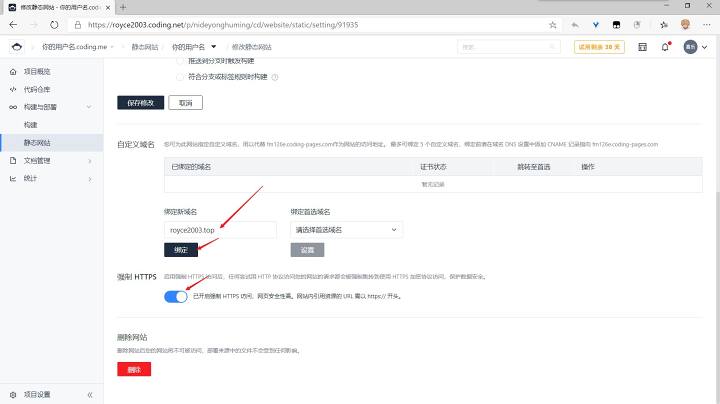 修改静态网站 - 你的用户名.codin
https://royce2003.coding.net/p/nideyonghuming/cd/website/static/setting/91935
你的用户名.coding.me
静态网站 / 你的用户名 / 修改静态网站
搜索...
试用剩余 30 天
项目概览
代码仓库
构建与部署
构建
静态网站
文档管理
统计
项目设置
推送到分支时触发构建
符合分支或标签规则时构建
保存修改
取消
自定义域名
您可为此网站指定自定义域名，用以代替 fm126e.coding-pages.com作为网站的访问地址。 最多可绑定 5 个自定义域名，绑定前请在域名 DNS 设置中添加 CNAME 记录指向 fm126e.coding-pages.com
已绑定的域名 证书状态 跳转至首选 操作
暂无记录
绑定新域名 绑定首选域名
royce2003.top 请选择首选域名
绑定 设置
强制 HTTPS
启用强制 HTTPS 访问后，任何尝试用 HTTP 协议访问您的网站的请求都会被强制跳转到使用 HTTPS 加密协议访问，保护数据安全。
已开启强制 HTTPS 访问，网页安全性高。网站内引用资源的 URL 需以 https:// 开头。
删除网站
删除网站后您的网站将不可被访问，部署来源中的文件不会受到任何影响。
删除